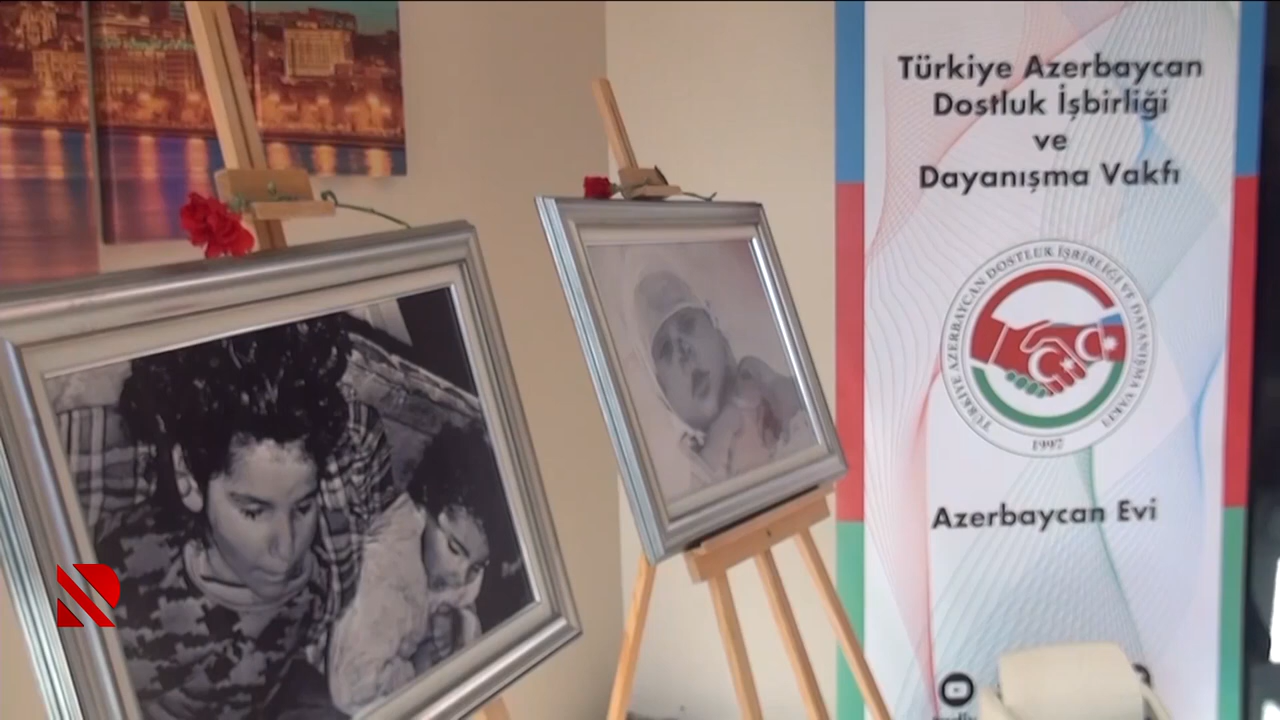 Türkiye Azerbaycan
Dostluk İşbirliği
ve
Dayanışma Vakfı
TÜRKİYE AZERBAYCAN DOSTLUK İŞBİRLİĞİ VE DAYANIŞMA VAKFI
1997
Azerbaycan Evi